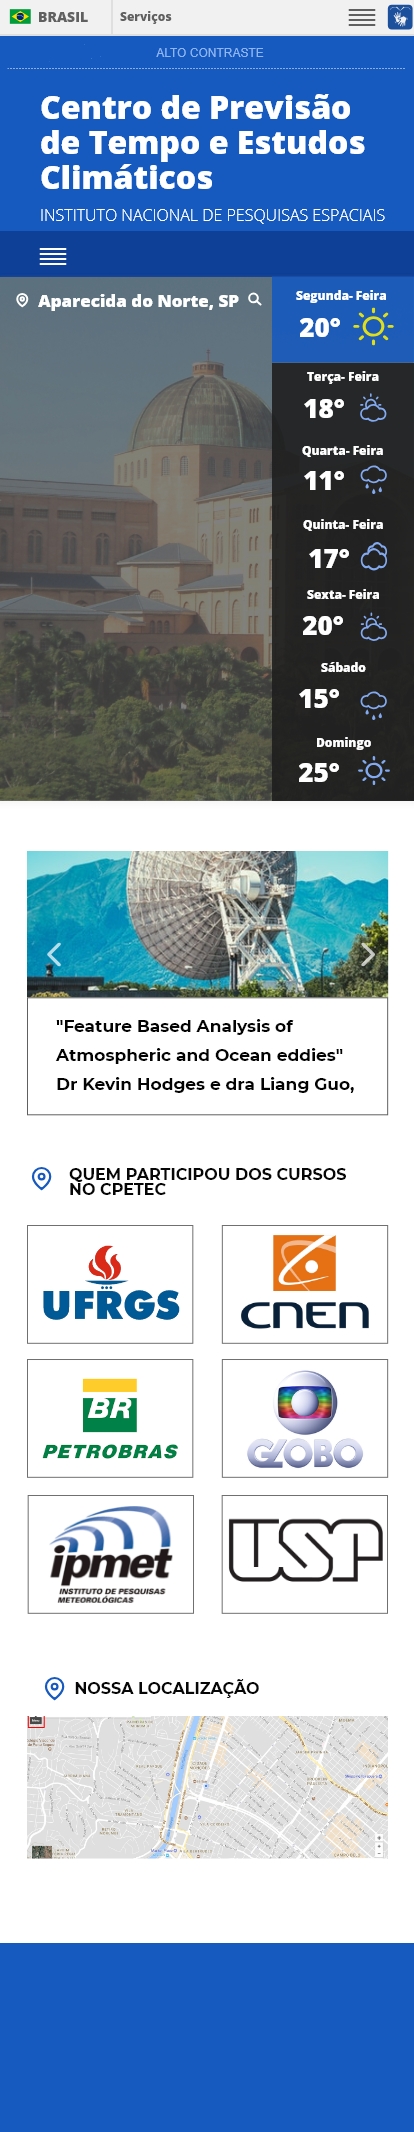 BRASIL
Serviços
ALTO CONTRASTE
Centro de Previsão
de Tempo e Estudos
Climáticos
INSTITUTO NACIONAL DE PESQUISAS ESPACIAIS
Aparecida do Norte, SP
Segunda- Feira
20°
Terça- Feira
18°
Quarta- Feira
11°
Quinta- Feira
17°
Sexta- Feira
20°
Sábado
15°
Domingo
25°
"Feature Based Analysis of
Atmospheric and Ocean eddies"
Dr Kevin Hodges e dra Liang Guo,
QUEM PARTICIPOU DOS CURSOS
NO CPETEC
UFRGS
CNEN
BR
PETROBRAS
GLOBO
ipmet
INSTITUTO DE PESQUISAS
METEOROLÓGICAS
USP
NOSSA LOCALIZAÇÃO